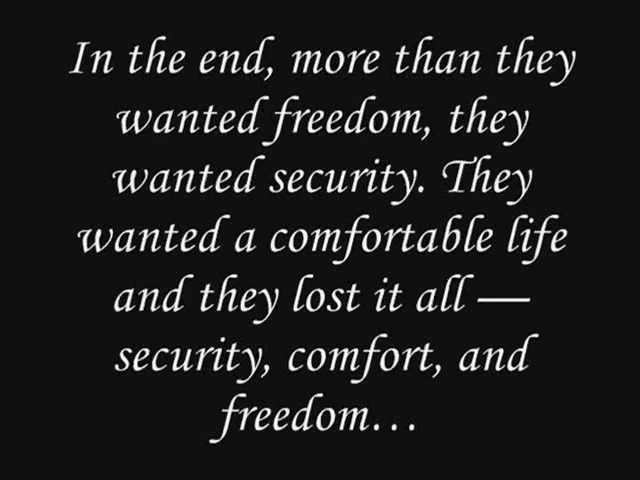 In the end, more than they
wanted freedom, they
wanted security. They
wanted a comfortable life
and they lost it all —
security, comfort, and
freedom...